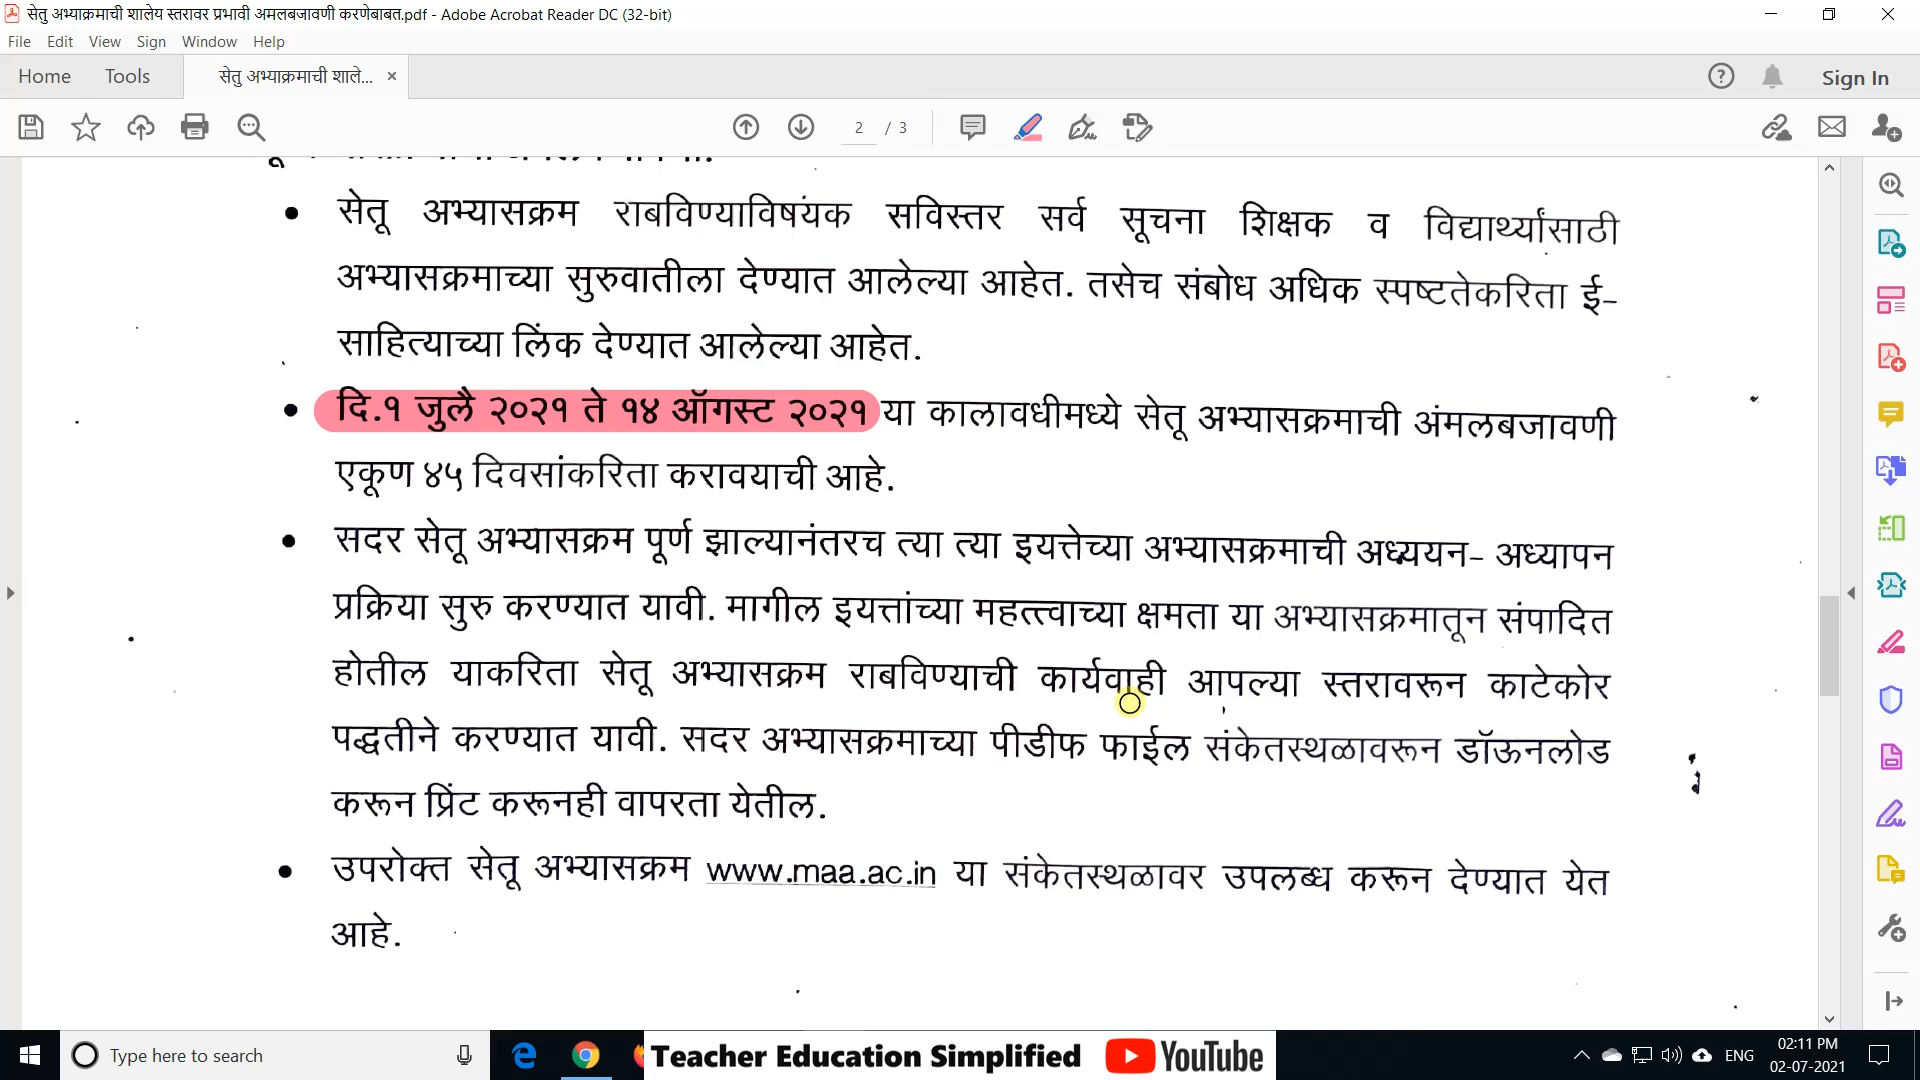 सेतु अभ्याक्रमाची शालेय स्तरावर प्रभावी अमलबजावणी करणेबाबत.pdf - Adobe Acrobat Reader DC (32-bit)
File Edit View Sign Window Help
Home Tools सेतु अभ्याक्रमाची शाले... × Sign In
2 / 3
सेतू अभ्यासक्रम राबविण्याविषयंक सविस्तर सर्व सूचना शिक्षक व विद्यार्थ्यांसाठी
अभ्यासक्रमाच्या सुरुवातीला देण्यात आलेल्या आहेत. तसेच संबोध अधिक स्पष्टतेकरिता ई-
साहित्याच्या लिंक देण्यात आलेल्या आहेत.
दि.१ जुलै २०२१ ते १४ ऑगस्ट २०२१ या कालावधीमध्ये सेतू अभ्यासक्रमाची अंमलबजावणी
एकूण ४५ दिवसांकरिता करावयाची आहे.
सदर सेतू अभ्यासक्रम पूर्ण झाल्यानंतरच त्या त्या इयत्तेच्या अभ्यासक्रमाची अध्ययन- अध्यापन
प्रक्रिया सुरु करण्यात यावी. मागील इयत्तांच्या महत्त्वाच्या क्षमता या अभ्यासक्रमातून संपादित
होतील याकरिता सेतू अभ्यासक्रम राबविण्याची कार्यवाही आपल्या स्तरावरून काटेकोर
पद्धतीने करण्यात यावी. सदर अभ्यासक्रमाच्या पीडीफ फाईल संकेतस्थळावरून डॉऊनलोड
करून प्रिंट करूनही वापरता येतील.
उपरोक्त सेतू अभ्यासक्रम www.maa.ac.in या संकेतस्थळावर उपलब्ध करून देण्यात येत
आहे.
Type here to search
Teacher Education Simplified YouTube
ENG 02:11 PM
02-07-2021